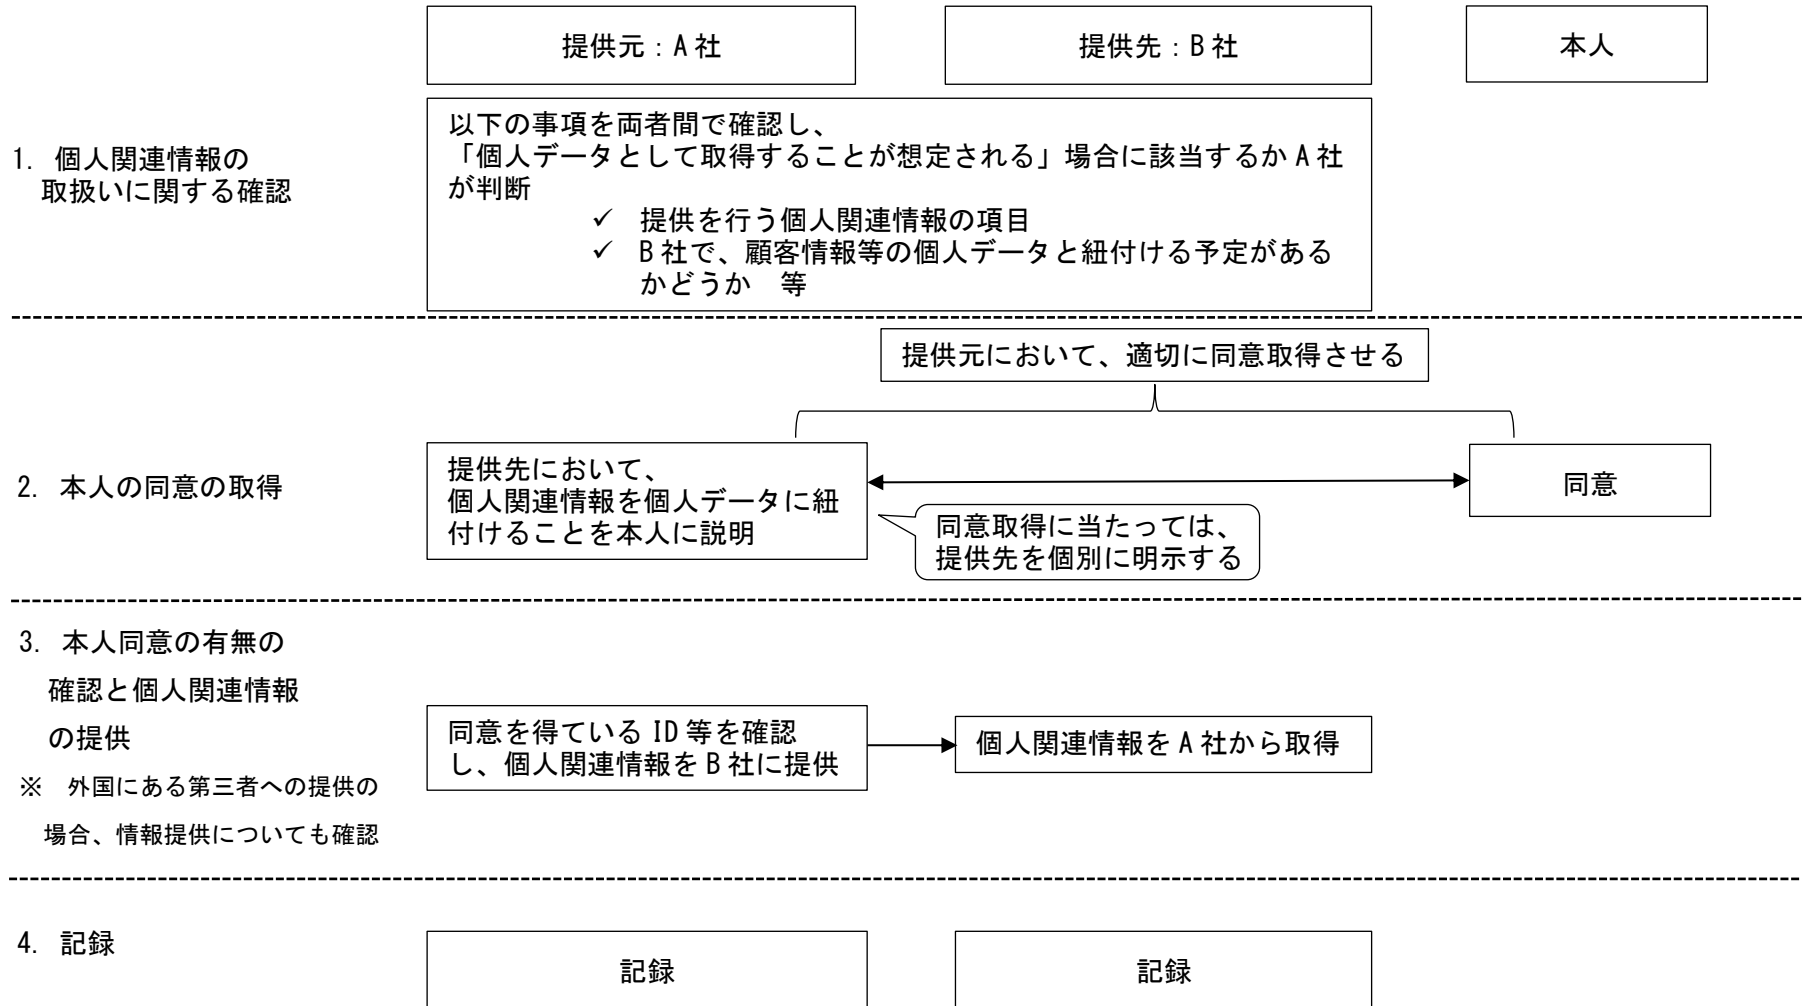 提供元：A社
提供先：B社
本人
1. 個人関連情報の
取扱いに関する確認
以下の事項を両者間で確認し、
「個人データとして取得することが想定される」場合に該当するか A 社
が判断
✓ 提供を行う個人関連情報の項目
✓ B 社で、顧客情報等の個人データと紐付ける予定がある
かどうか　等
提供元において、適切に同意取得させる
2. 本人の同意の取得
提供先において、
個人関連情報を個人データに紐
付けることを本人に説明
同意
同意取得に当たっては、
提供先を個別に明示する
3. 本人同意の有無の
確認と個人関連情報
の提供
※　外国にある第三者への提供の
場合、情報提供についても確認
同意を得ている ID 等を確認
し、個人関連情報を B 社に提供
個人関連情報を A 社から取得
4. 記録
記録
記録